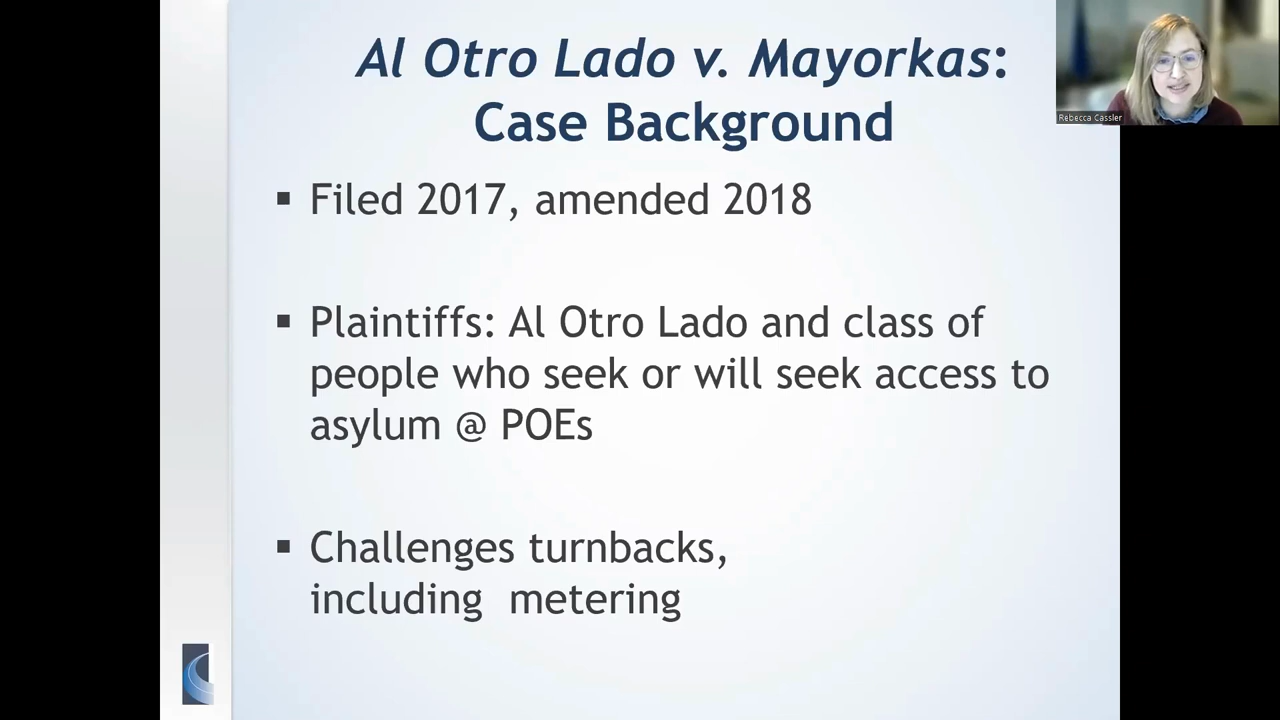 Al Otro Lado v. Mayorkas:
Case Background
Rebecca Cassler
▪ Filed 2017, amended 2018
▪ Plaintiffs: Al Otro Lado and class of
people who seek or will seek access to
asylum @ POEs
▪ Challenges turnbacks,
including  metering